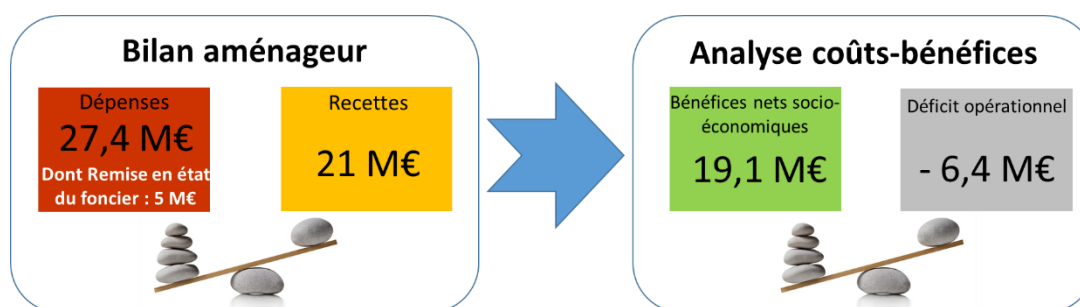 Bilan aménageur
Dépenses
27,4 M€
Dont Remise en état
du foncier : 5 M€
Recettes
21 M€
Analyse coûts-bénéfices
Bénéfices nets socio-
économiques
19,1 M€
Déficit opérationnel
- 6,4 M€